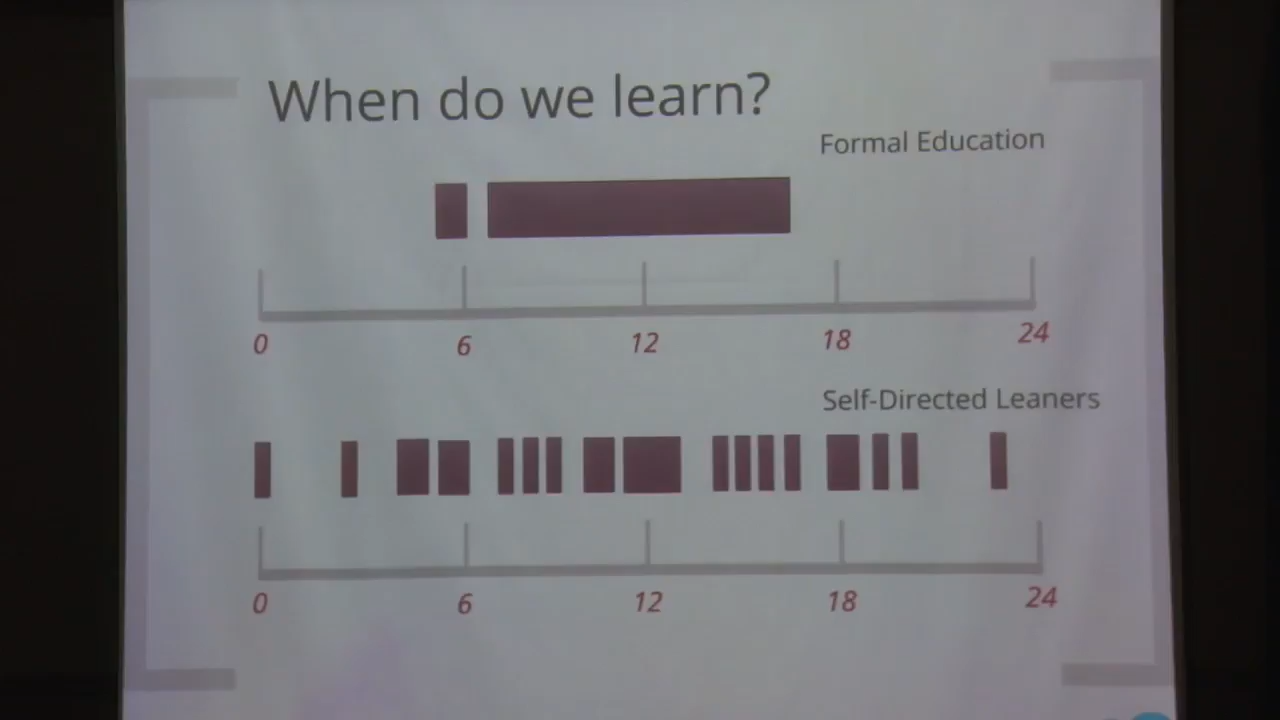 When do we learn?
Formal Education
0 6 12 18 24
Self-Directed Leaners
0 6 12 18 24